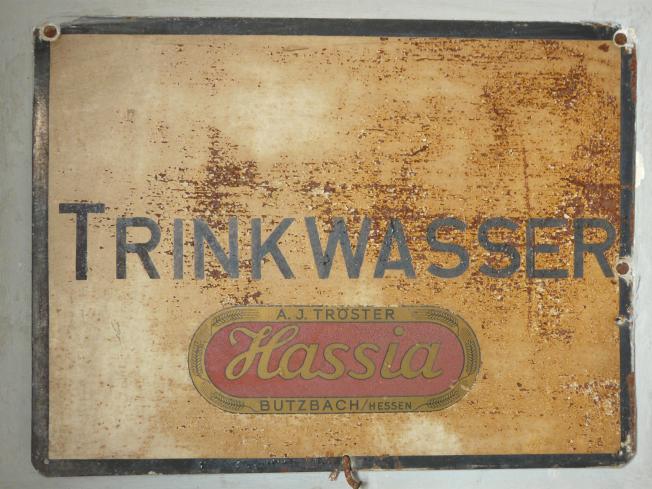 TRINKWASSER
A. J. TRÖSTER
Hassia
BUTZBACH/HESSEN